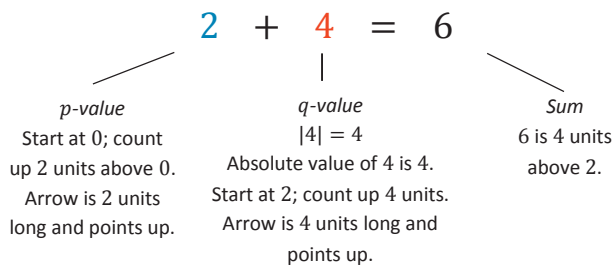 2 + 4 = 6
p-value
Start at 0; count
up 2 units above 0.
Arrow is 2 units
long and points up.
q-value
|4| = 4
Absolute value of 4 is 4.
Start at 2; count up 4 units.
Arrow is 4 units long and
points up.
Sum
6 is 4 units
above 2.